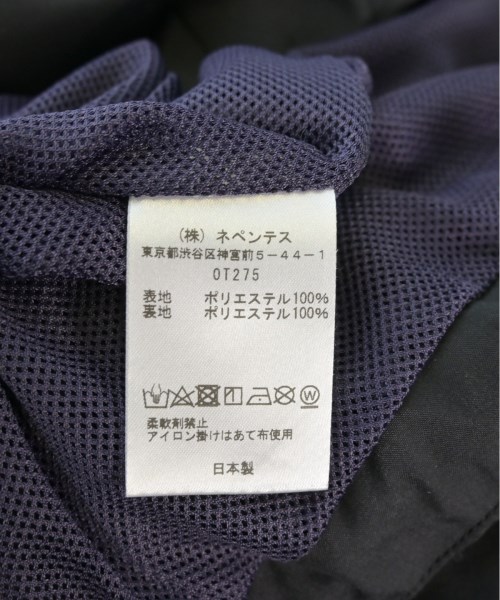 (株) ネペンテス
東京都渋谷区神宮前5-44-1
OT275
表地 ポリエステル100%
裏地 ポリエステル100%
W
柔軟剤禁止
アイロン掛けはあて布使用
日本製